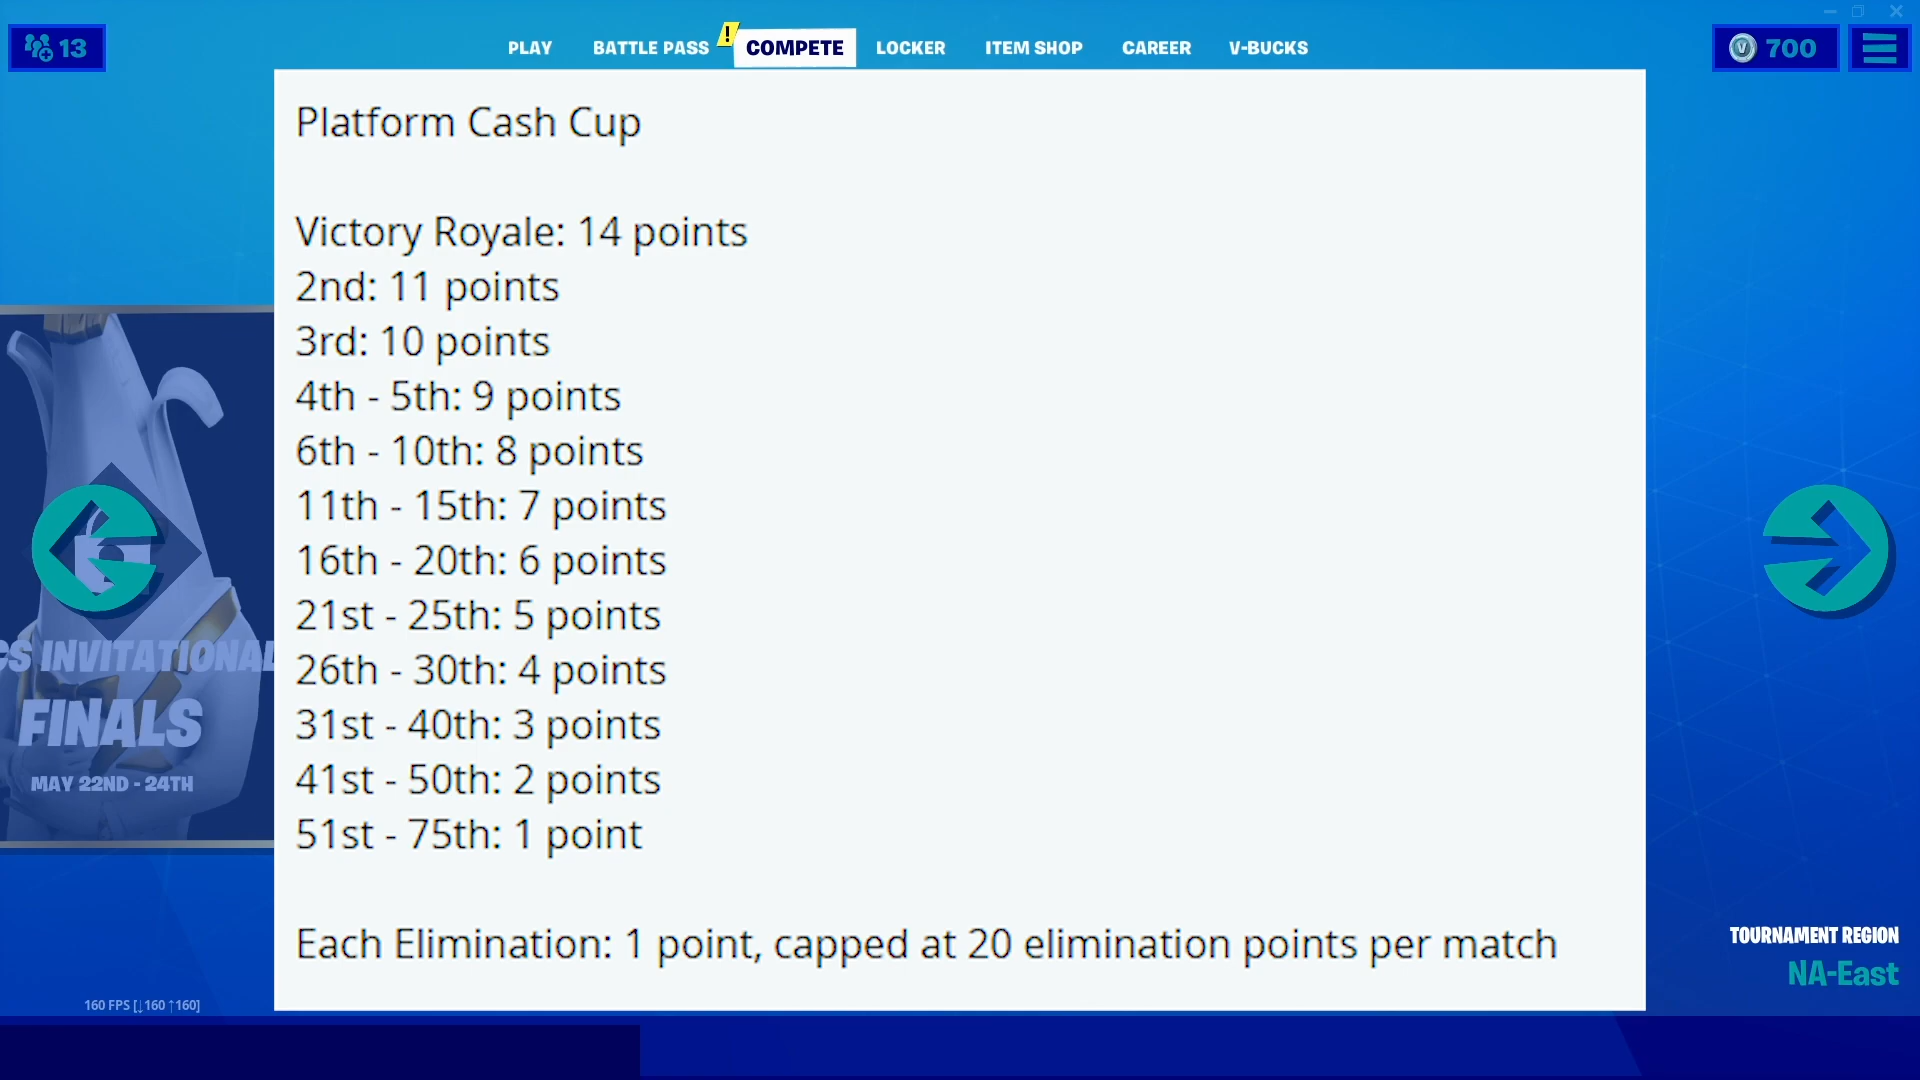 13
PLAY
BATTLE PASS
!
COMPETE
LOCKER
ITEM SHOP
CAREER
V-BUCKS
V 700
Platform Cash Cup
Victory Royale: 14 points
2nd: 11 points
3rd: 10 points
4th - 5th: 9 points
6th - 10th: 8 points
11th - 15th: 7 points
16th - 20th: 6 points
21st - 25th: 5 points
26th - 30th: 4 points
31st - 40th: 3 points
41st - 50th: 2 points
51st - 75th: 1 point
Each Elimination: 1 point, capped at 20 elimination points per match
CS INVITATIONAL
FINALS
MAY 22ND - 24TH
TOURNAMENT REGION
NA-East
160 FPS [↓160 ↑160]